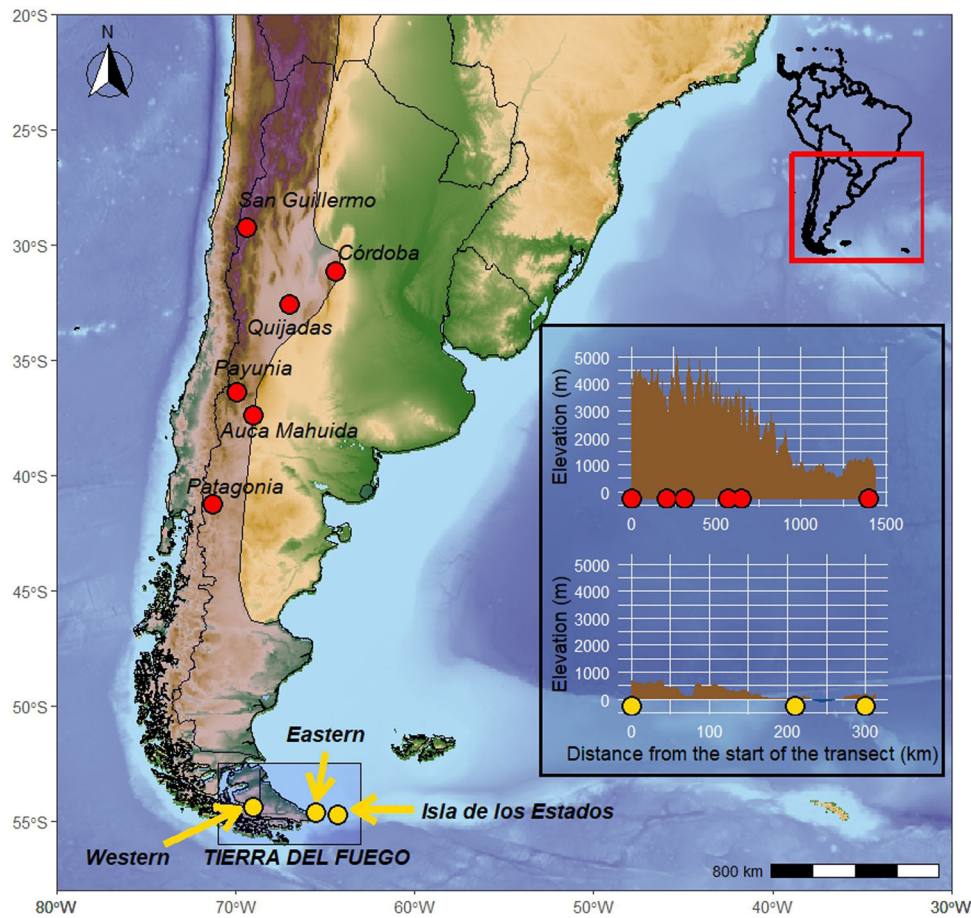 20°S
N
25°S
San Guillermo
30°S
Córdoba
Quijadas
35°S
Payunia
Auca Mahuida
40°S
Patagonia
45°S
50°S
Eastern
Isla de los Estados
55°S
Western
TIERRA DEL FUEGO
800 km
80°W
70°W
60°W
50°W
40°W
30°W
Elevation (m)
5000
4000
3000
2000
1000
0
0
500
1000
1500
Elevation (m)
5000
4000
3000
2000
1000
0
0
100
200
300
Distance from the start of the transect (km)